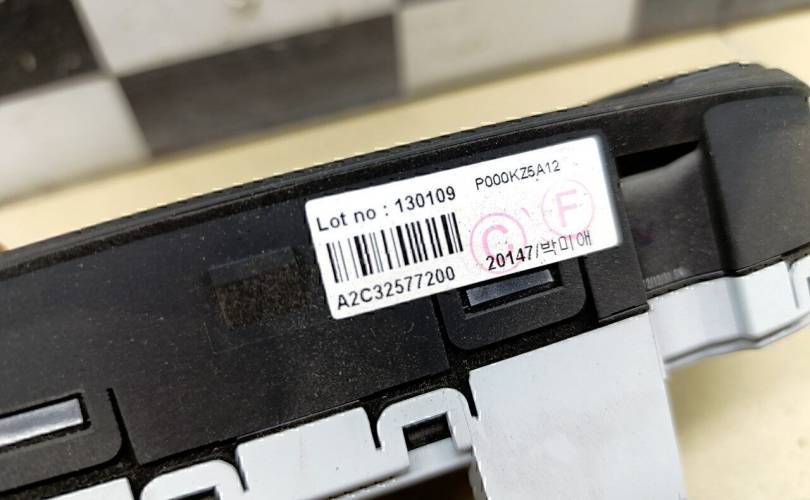 P000KZ5A12
Lot no : 130109
C F
A2C32577200
20147/박미애